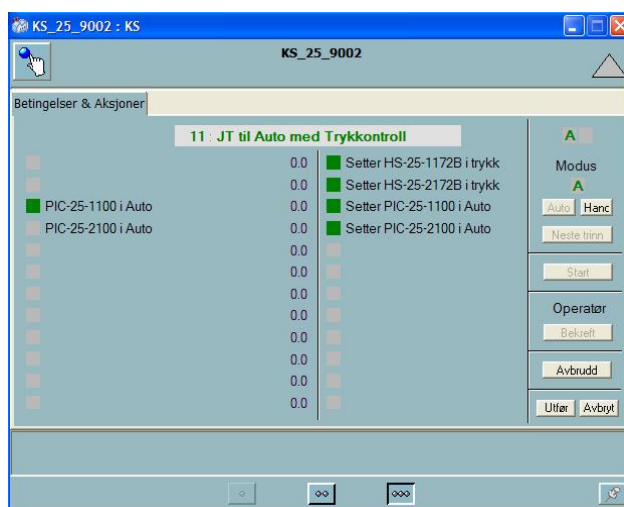 KS_25_9002 : KS
KS_25_9002
Betingelser & Aksjoner
11 : JT til Auto med Trykkontroll
A
0.0 Setter HS-25-1172B i trykk
Modus
0.0 Setter HS-25-2172B i trykk
A
PIC-25-1100 i Auto 0.0 Setter PIC-25-1100 i Auto
Auto Hanc
PIC-25-2100 i Auto 0.0 Setter PIC-25-2100 i Auto
Neste trinn
0.0
0.0
Start
0.0
0.0
Operatør
0.0
Bekreft
0.0
0.0
Avbrudd
0.0
Utfør Avbryt